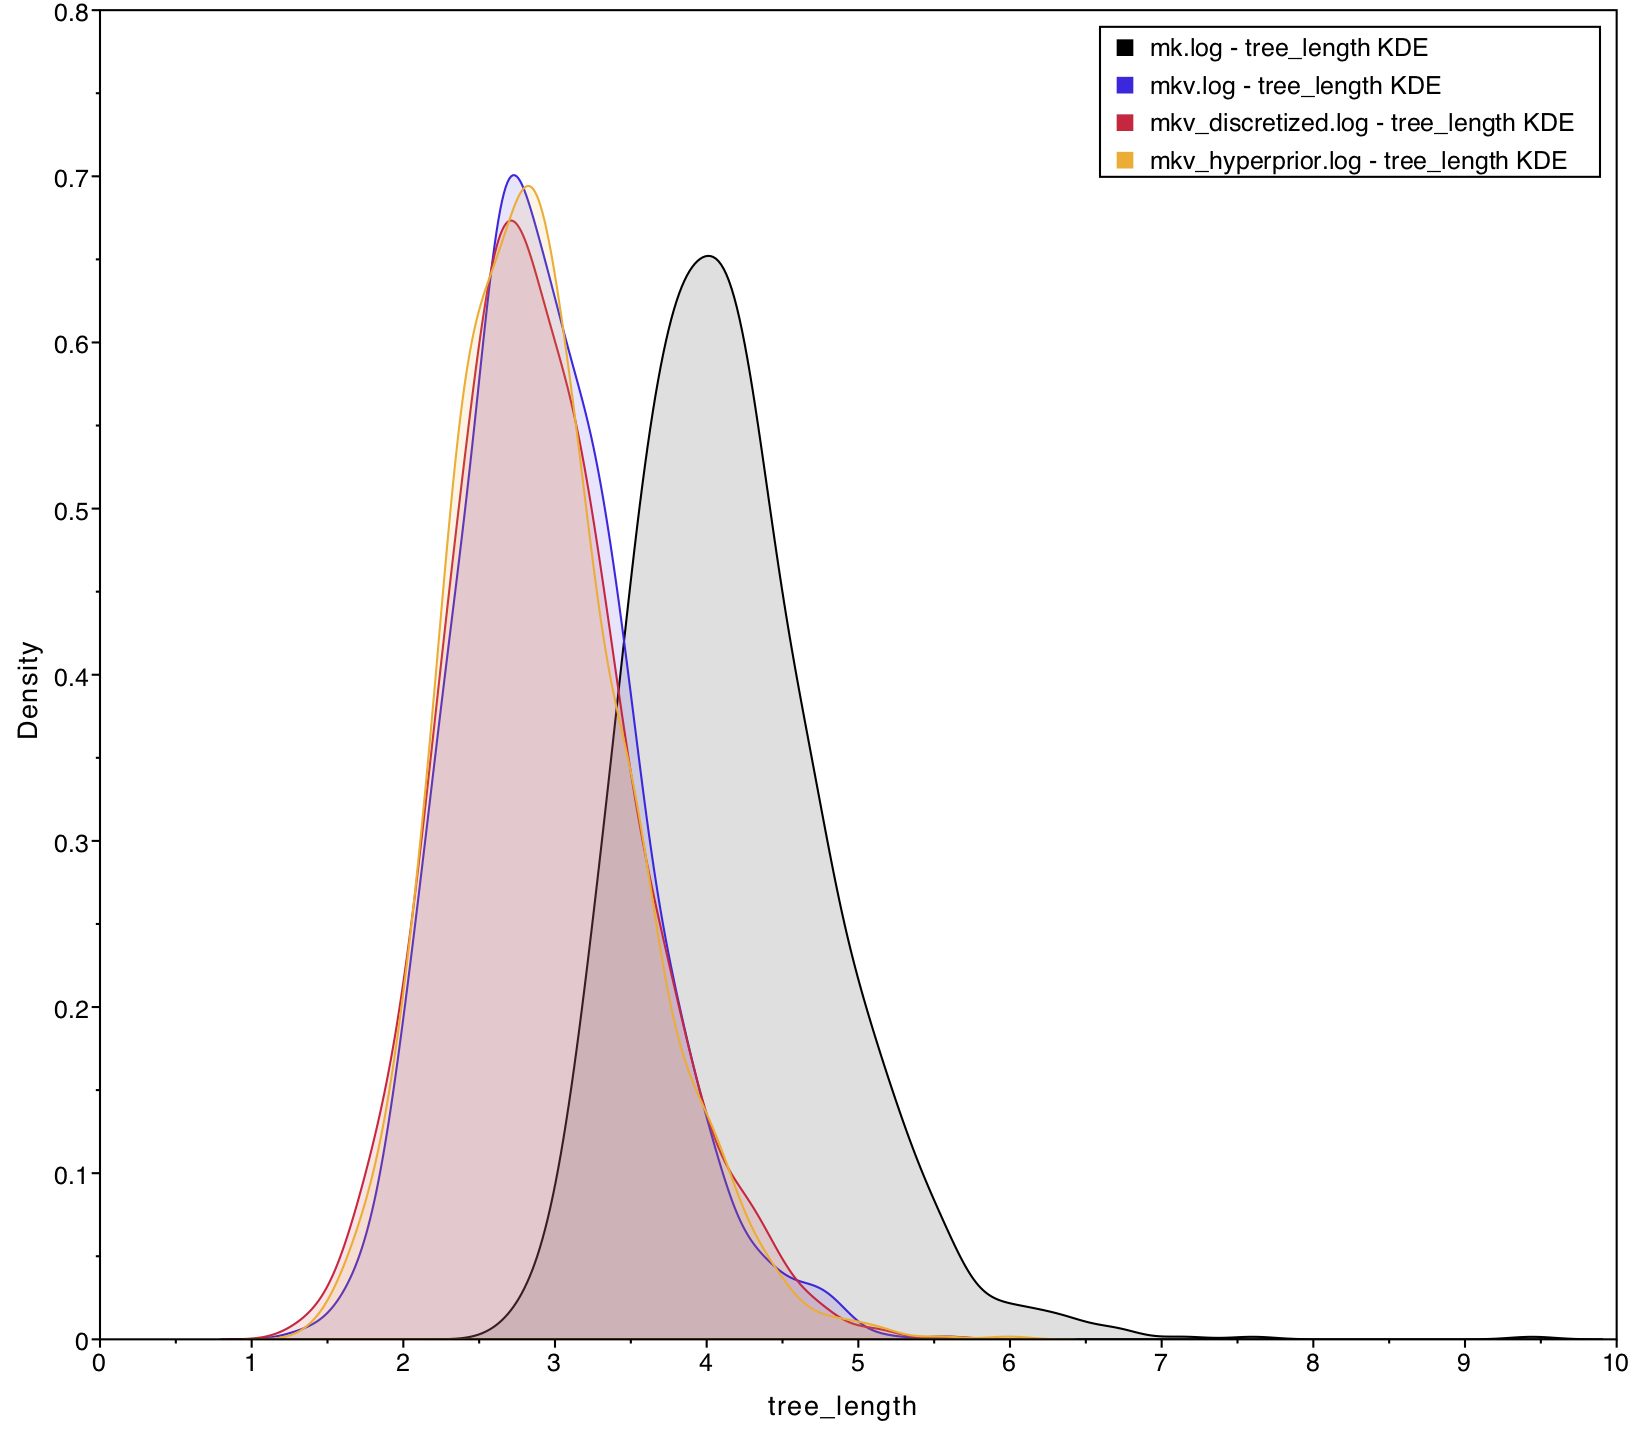 0.8
0.7
0.6
0.5
0.4
0.3
0.2
0.1
0
Density
mk.log - tree_length KDE
mkv.log - tree_length KDE
mkv_discretized.log - tree_length KDE
mkv_hyperprior.log - tree_length KDE
0 1 2 3 4 5 6 7 8 9 10
tree_length